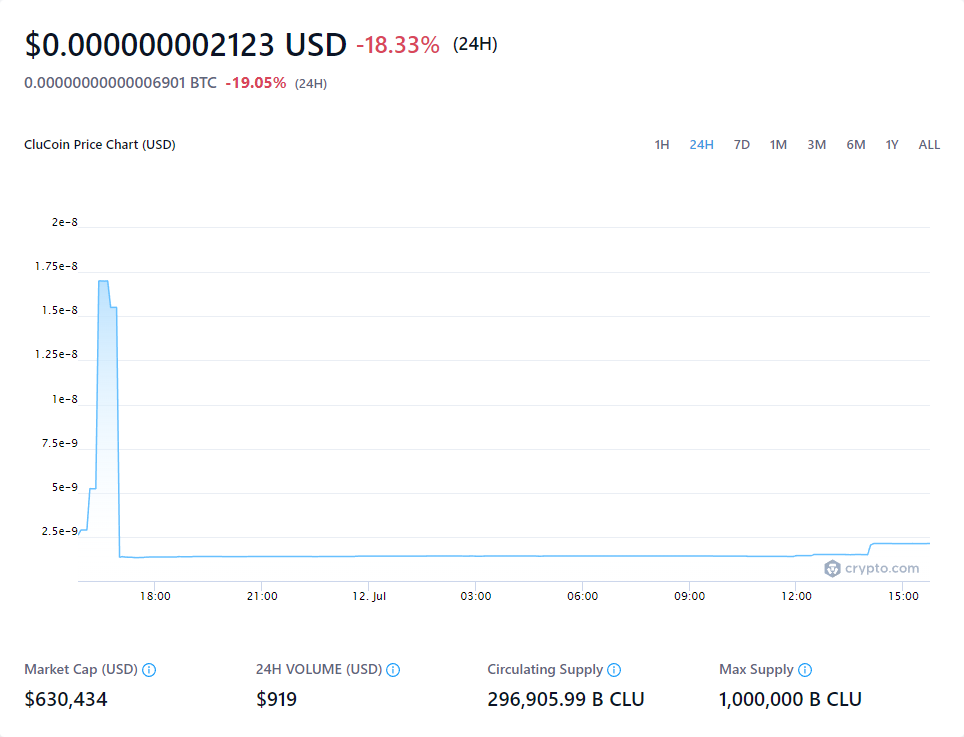 $0.000000002123 USD -18.33% (24H)
0.00000000000006901 BTC -19.05% (24H)
CluCoin Price Chart (USD) 1H 24H 7D 1M 3M 6M 1Y ALL
2e-8
1.75e-8
1.5e-8
1.25e-8
1e-8
7.5e-9
5e-9
2.5e-9
crypto.com
18:00 21:00 12. Jul 03:00 06:00 09:00 12:00 15:00
Market Cap (USD) 24H VOLUME (USD) Circulating Supply Max Supply
$630,434 $919 296,905.99 B CLU 1,000,000 B CLU